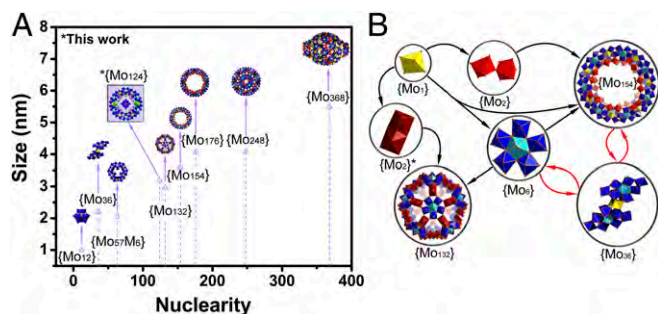 A
B
*This work
*{Mo124}
{Mo368}
{Mo176}
{Mo248}
{Mo36}
{Mo154}
{Mo132}
{Mo57M6}
{Mo12}
Size (nm)
8
7
6
5
4
3
2
1
0
100
200
300
400
Nuclearity
{Mo1}
{Mo2}
{Mo154}
{Mo2}*
{Mo6}
{Mo132}
{Mo36}